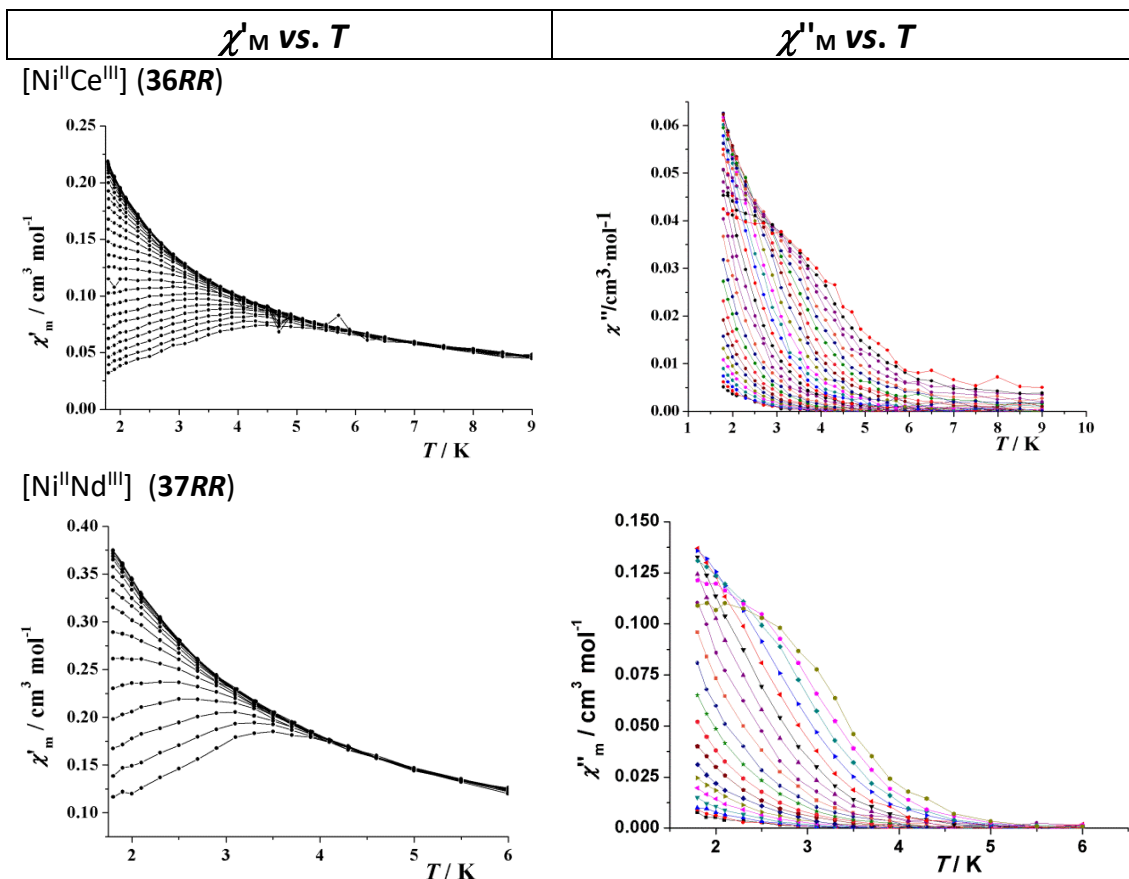 χ'M vs. T χ''M vs. T
[NiIICeIII] (36RR)
0.25
0.20
0.15
0.10
0.05
0.00
χ'm / cm3 mol-1
2 3 4 5 6 7 8 9
T / K
0.06
0.05
0.04
0.03
0.02
0.01
0.00
χ''/cm3·mol-1
1 2 3 4 5 6 7 8 9 10
T / K
[NiIINdIII] (37RR)
0.40
0.35
0.30
0.25
0.20
0.15
0.10
χ'm / cm3 mol-1
2 3 4 5 6
T / K
0.150
0.125
0.100
0.075
0.050
0.025
0.000
χ''m / cm3 mol-1
2 3 4 5 6
T / K